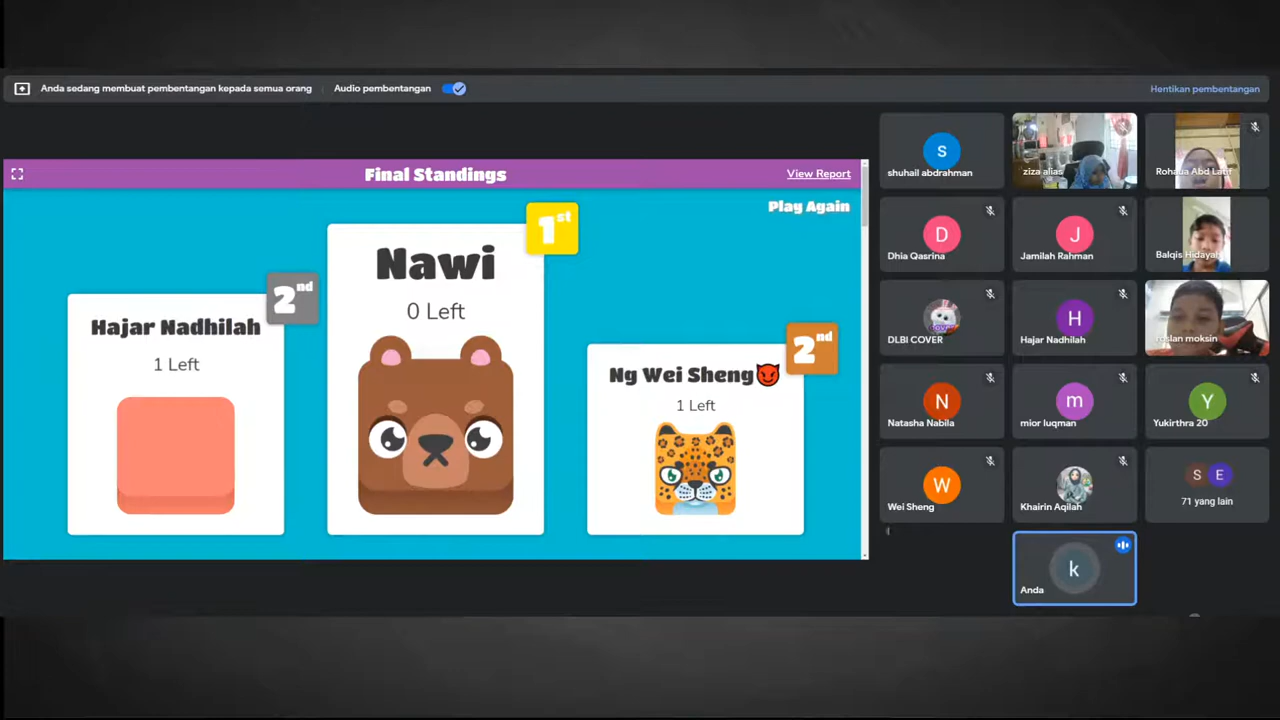 Anda sedang membuat pembentangan kepada semua orang
Audio pembentangan
Hentikan pembentangan
Final Standings
View Report
Play Again
1st
Nawi
0 Left
2nd
Hajar Nadhilah
1 Left
2nd
Ng Wei Sheng😈
1 Left
S
shuhail abdrahman
ziza alias
Rohaua Abd Latif
D
Dhia Qasrina
J
Jamilah Rahman
Balqis Hidayah
DLBI COVER
H
Hajar Nadhilah
roslan moksin
N
Natasha Nabila
m
mior luqman
Y
Yukirthra 20
W
Wei Sheng
Khairin Aqilah
S E
71 yang lain
k
Anda